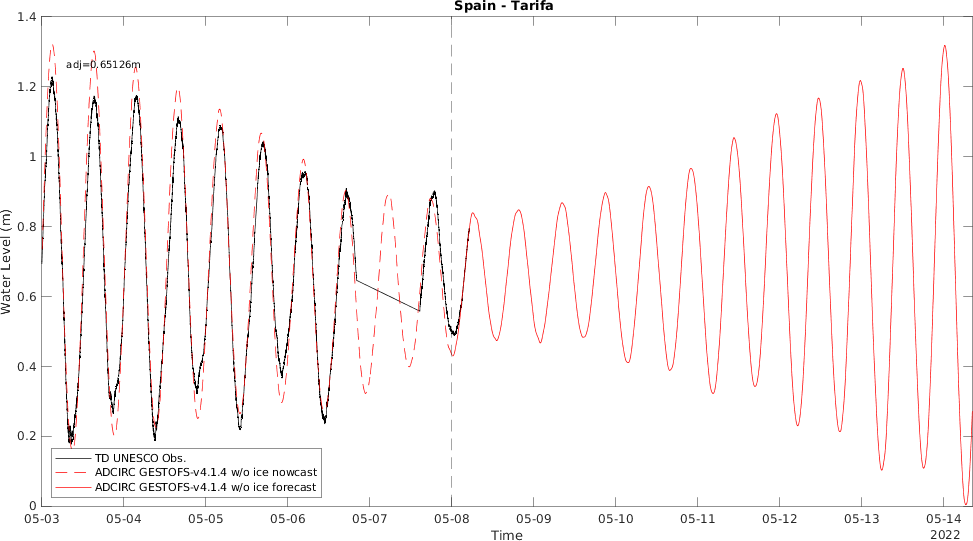 Spain - Tarifa
1.4
1.2
1
0.8
0.6
0.4
0.2
0
Water Level (m)
adj=0.65126m
TD UNESCO Obs.
ADCIRC GESTOFS-v4.1.4 w/o ice nowcast
ADCIRC GESTOFS-v4.1.4 w/o ice forecast
05-03 05-04 05-05 05-06 05-07 05-08 05-09 05-10 05-11 05-12 05-13 05-14
2022
Time